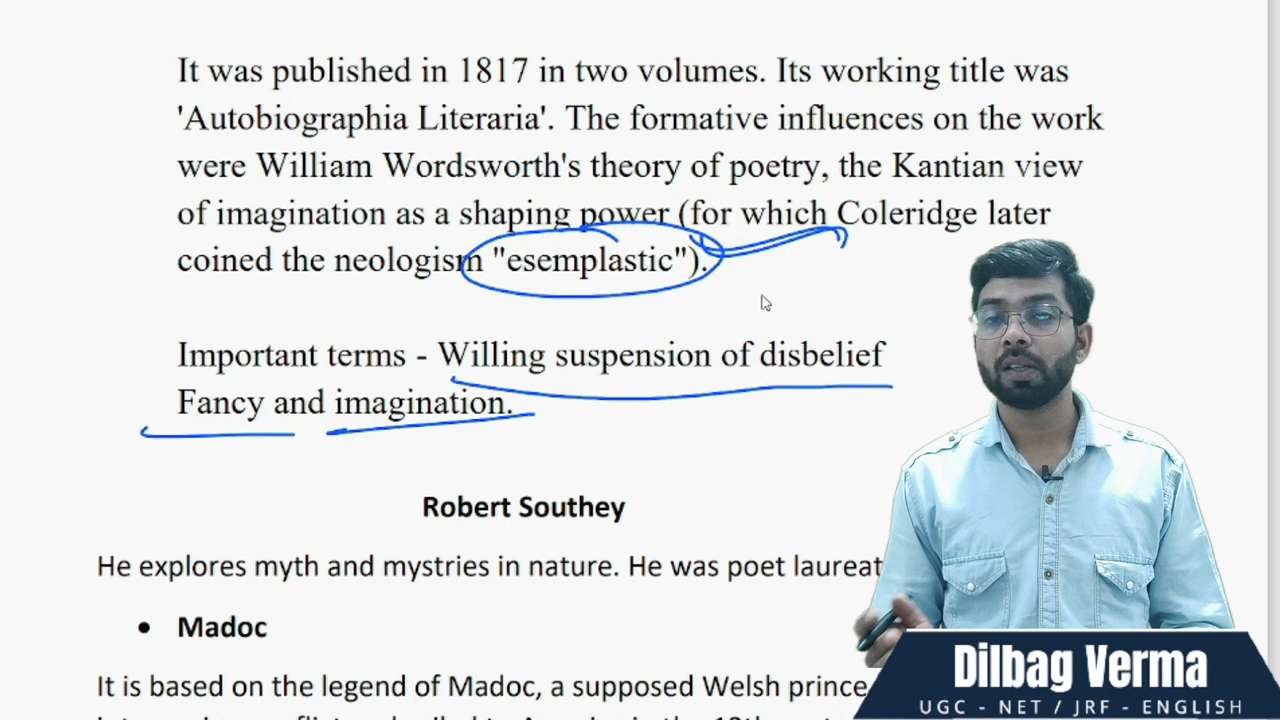 It was published in 1817 in two volumes. Its working title was
'Autobiographia Literaria'. The formative influences on the work
were William Wordsworth's theory of poetry, the Kantian view
of imagination as a shaping power (for which Coleridge later
coined the neologism "esemplastic").
Important terms - Willing suspension of disbelief
Fancy and imagination.
Robert Southey
He explores myth and mystries in nature. He was poet laureat
• Madoc
It is based on the legend of Madoc, a supposed Welsh prince
Dilbag Verma
UGC - NET / JRF - ENGLISH